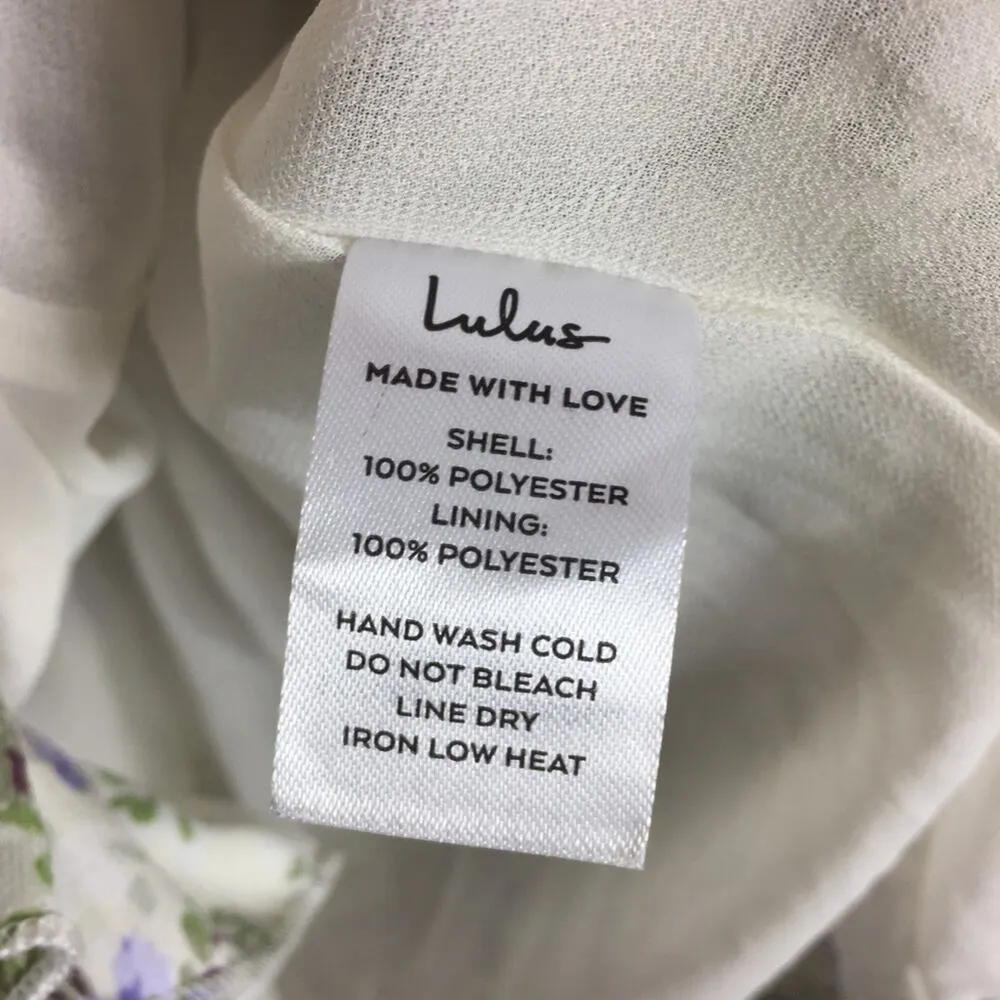 Lulus
MADE WITH LOVE
SHELL:
100% POLYESTER
LINING:
100% POLYESTER
HAND WASH COLD
DO NOT BLEACH
LINE DRY
IRON LOW HEAT